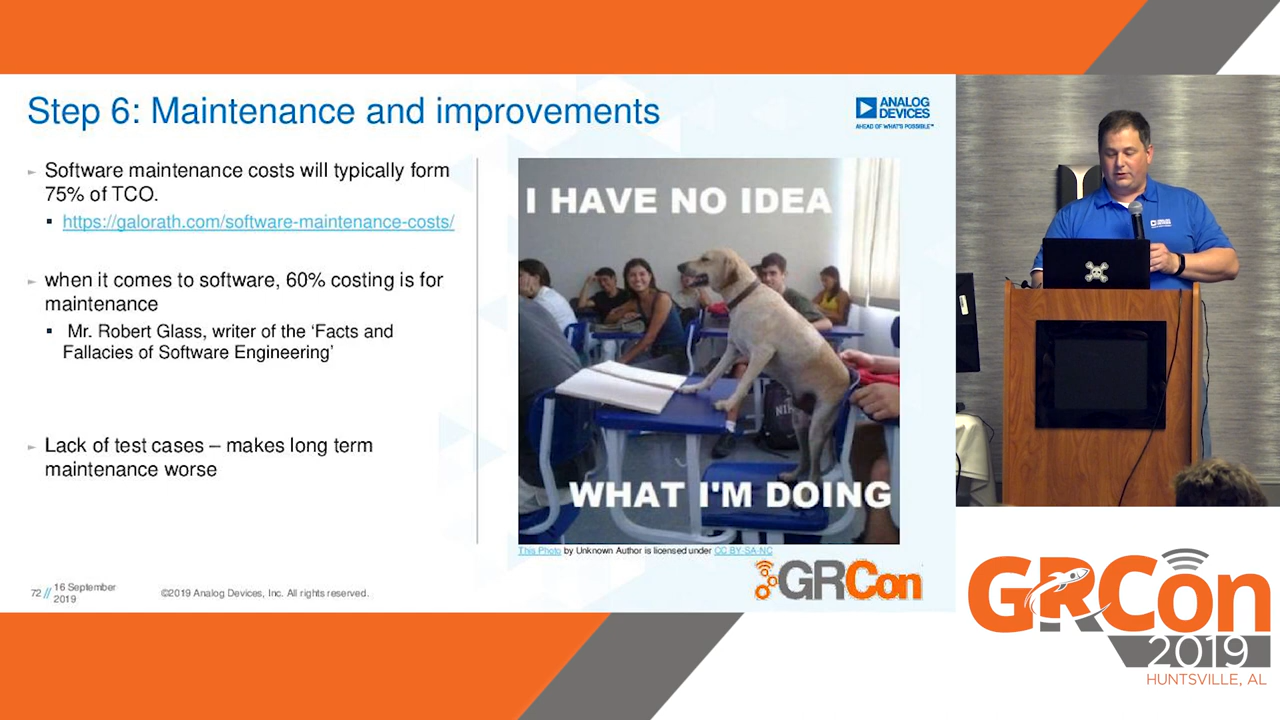 Step 6: Maintenance and improvements
ANALOG
DEVICES
AHEAD OF WHAT'S POSSIBLE™
► Software maintenance costs will typically form
75% of TCO.
▪ https://galorath.com/software-maintenance-costs/
► when it comes to software, 60% costing is for
maintenance
▪ Mr. Robert Glass, writer of the ‘Facts and
Fallacies of Software Engineering’
► Lack of test cases – makes long term
maintenance worse
I HAVE NO IDEA
WHAT I'M DOING
This Photo by Unknown Author is licensed under CC BY-SA-NC
72 // 16 September
2019
©2019 Analog Devices, Inc. All rights reserved.
GRCon
GRCon
2019
HUNTSVILLE, AL